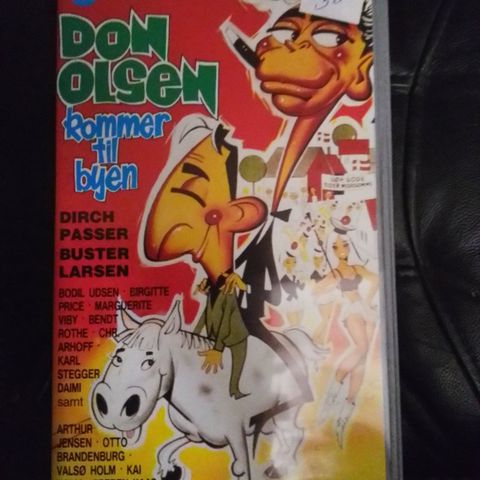 DON
OLSEN
kommer
til
byen
DIRCH
PASSER
BUSTER
LARSEN
BODIL UDSEN · BIRGITTE
PRICE · MARGUERITE
VIBY · BENDT
ROTHE · CHR.
ARHOFF ·
KARL
STEGGER
DAIMI
samt
ARTHUR
JENSEN · OTTO
BRANDENBURG ·
VALSØ HOLM · KAI